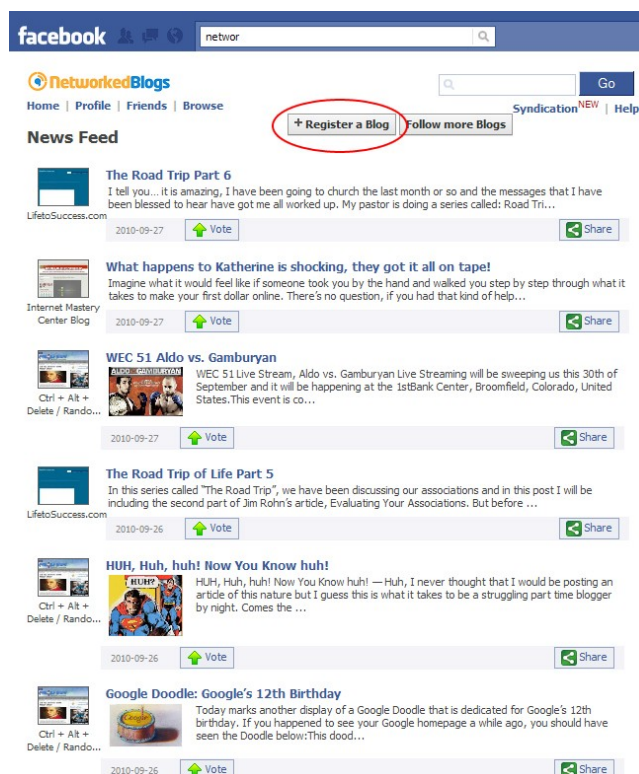 facebook
networ
NetworkedBlogs
Go
Home | Profile | Friends | Browse
Syndication NEW | Help
+ Register a Blog
Follow more Blogs
News Feed
The Road Trip Part 6
I tell you… it is amazing, I have been going to church the last month or so and the messages that I have
been blessed to hear have got me all worked up. My pastor is doing a series called: Road Tri...
LifetoSuccess.com
2010-09-27
Vote
Share
What happens to Katherine is shocking, they got it all on tape!
Imagine what it would feel like if someone took you by the hand and walked you step by step through what it
takes to make your first dollar online. There's no question, if you had that kind of help...
Internet Mastery
Center Blog
2010-09-27
Vote
Share
WEC 51 Aldo vs. Gamburyan
ALDO GAMBURYAN
WEC 51 Live Stream, Aldo vs. Gamburyan Live Streaming will be sweeping us this 30th of
September and it will be happening at the 1stBank Center, Broomfield, Colorado, United
States.This event is co...
Ctrl + Alt +
Delete / Rando...
2010-09-27
Vote
Share
The Road Trip of Life Part 5
In this series called "The Road Trip", we have been discussing our associations and in this post I will be
including the second part of Jim Rohn's article, Evaluating Your Associations. But before ...
LifetoSuccess.com
2010-09-26
Vote
Share
HUH, Huh, huh! Now You Know huh!
HUH?
HUH, Huh, huh! Now You Know huh! — Huh, I never thought that I would be posting an
article of this nature but I guess this is what it takes to be a struggling part time blogger
by night. Comes the ...
Ctrl + Alt +
Delete / Rando...
2010-09-26
Vote
Share
Google Doodle: Google's 12th Birthday
Google
Today marks another display of a Google Doodle that is dedicated for Google's 12th
birthday. If you happened to see your Google homepage a while ago, you should have
seen the Doodle below:This dood...
Ctrl + Alt +
Delete / Rando...
2010-09-26
Vote
Share